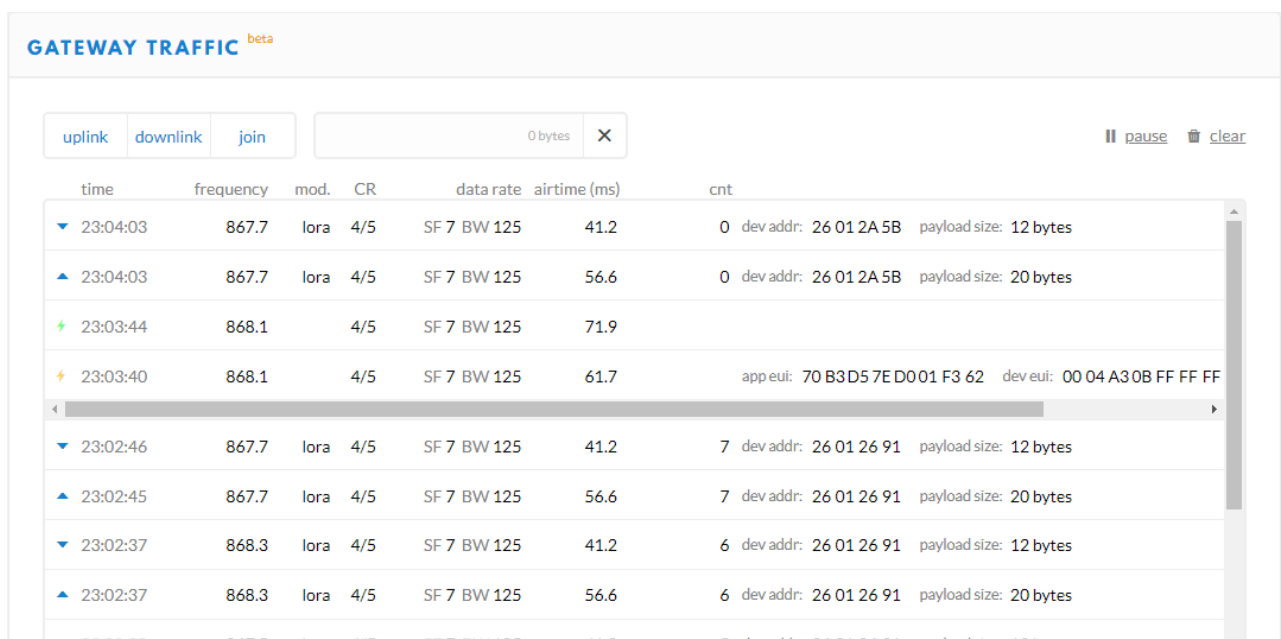 GATEWAY TRAFFIC beta
uplink downlink join 0 bytes pause clear
time frequency mod. CR data rate airtime (ms) cnt
23:04:03 867.7 lora 4/5 SF 7 BW 125 41.2 0 dev addr: 26 01 2A 5B payload size: 12 bytes
23:04:03 867.7 lora 4/5 SF 7 BW 125 56.6 0 dev addr: 26 01 2A 5B payload size: 20 bytes
23:03:44 868.1 4/5 SF 7 BW 125 71.9
23:03:40 868.1 4/5 SF 7 BW 125 61.7 app eui: 70 B3 D5 7E D0 01 F3 62 dev eui: 00 04 A3 0B FF FF FF
23:02:46 867.7 lora 4/5 SF 7 BW 125 41.2 7 dev addr: 26 01 26 91 payload size: 12 bytes
23:02:45 867.7 lora 4/5 SF 7 BW 125 56.6 7 dev addr: 26 01 26 91 payload size: 20 bytes
23:02:37 868.3 lora 4/5 SF 7 BW 125 41.2 6 dev addr: 26 01 26 91 payload size: 12 bytes
23:02:37 868.3 lora 4/5 SF 7 BW 125 56.6 6 dev addr: 26 01 26 91 payload size: 20 bytes